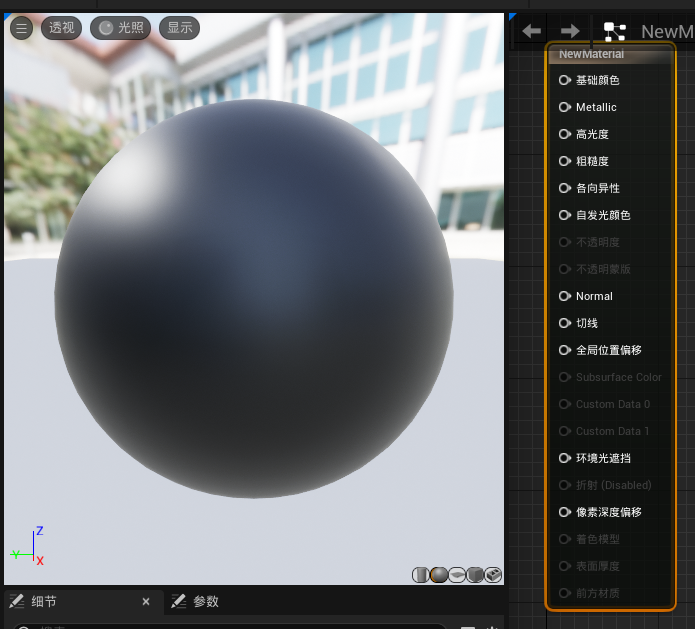 透视
光照
显示
Z
Y
X
细节
参数
NewM
NewMaterial
基础颜色
Metallic
高光度
粗糙度
各向异性
自发光颜色
不透明度
不透明蒙版
Normal
切线
全局位置偏移
Subsurface Color
Custom Data 0
Custom Data 1
环境光遮挡
折射 (Disabled)
像素深度偏移
着色模型
表面厚度
前方材质